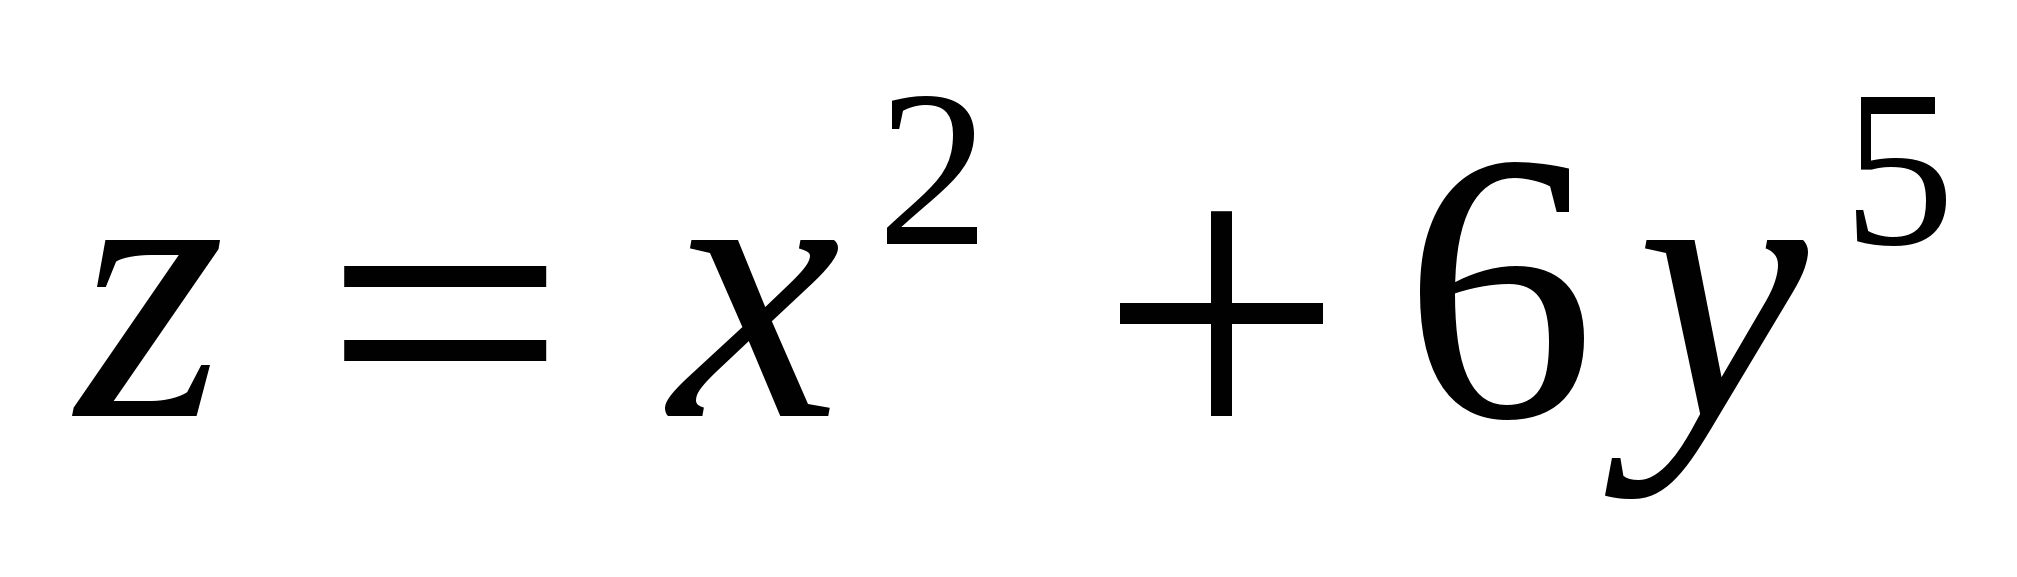 z = x² + 6y⁵